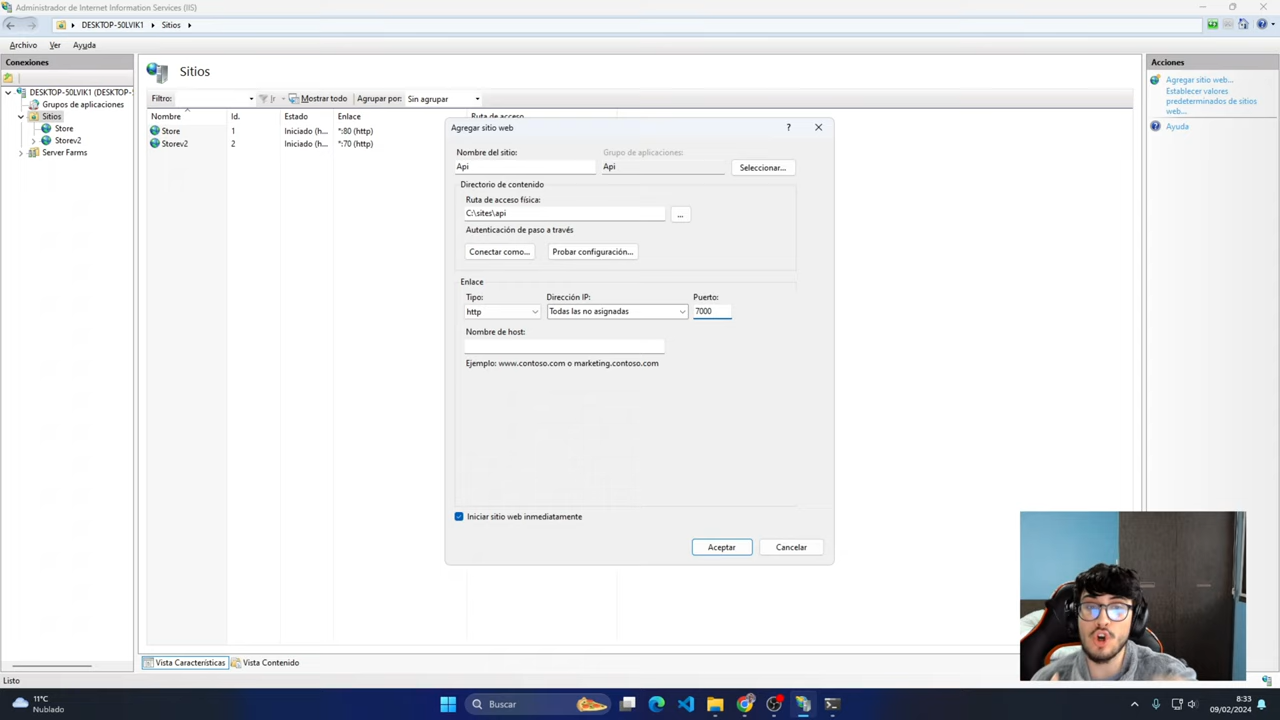 Administrador de Internet Information Services (IIS)
DESKTOP-50LVIK1 Sitios
Archivo Ver Ayuda
Conexiones
DESKTOP-50LVIK1 (DESKTOP-
Grupos de aplicaciones
Sitios
Store
Storev2
Server Farms
Sitios
Filtro: Ir Mostrar todo Agrupar por: Sin agrupar
Nombre Id. Estado Enlace Ruta de acceso
Store 1 Iniciado (h... *:80 (http)
Storev2 2 Iniciado (h... *:70 (http)
Agregar sitio web ?
Nombre del sitio: Grupo de aplicaciones:
Api Api Seleccionar...
Directorio de contenido
Ruta de acceso física:
C:\sites\api ...
Autenticación de paso a través
Conectar como... Probar configuración...
Enlace
Tipo: Dirección IP: Puerto:
http Todas las no asignadas 7000
Nombre de host:
Ejemplo: www.contoso.com o marketing.contoso.com
Iniciar sitio web inmediatamente
Aceptar Cancelar
Acciones
Agregar sitio web...
Establecer valores
predeterminados de sitios
web...
Ayuda
Vista Características Vista Contenido
Listo
11°C
Nublado
Buscar
8:33
09/02/2024